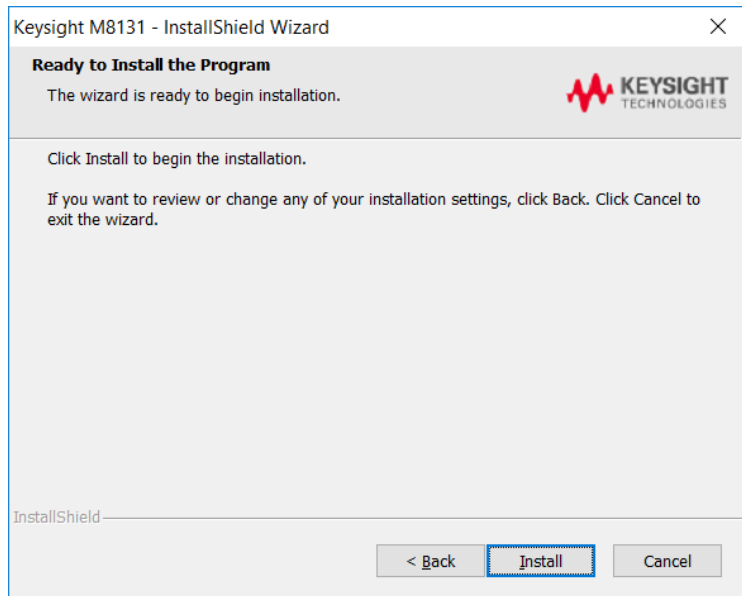 Keysight M8131 - InstallShield Wizard
Ready to Install the Program
The wizard is ready to begin installation.
KEYSIGHT
TECHNOLOGIES
Click Install to begin the installation.
If you want to review or change any of your installation settings, click Back. Click Cancel to
exit the wizard.
InstallShield
< Back
Install
Cancel